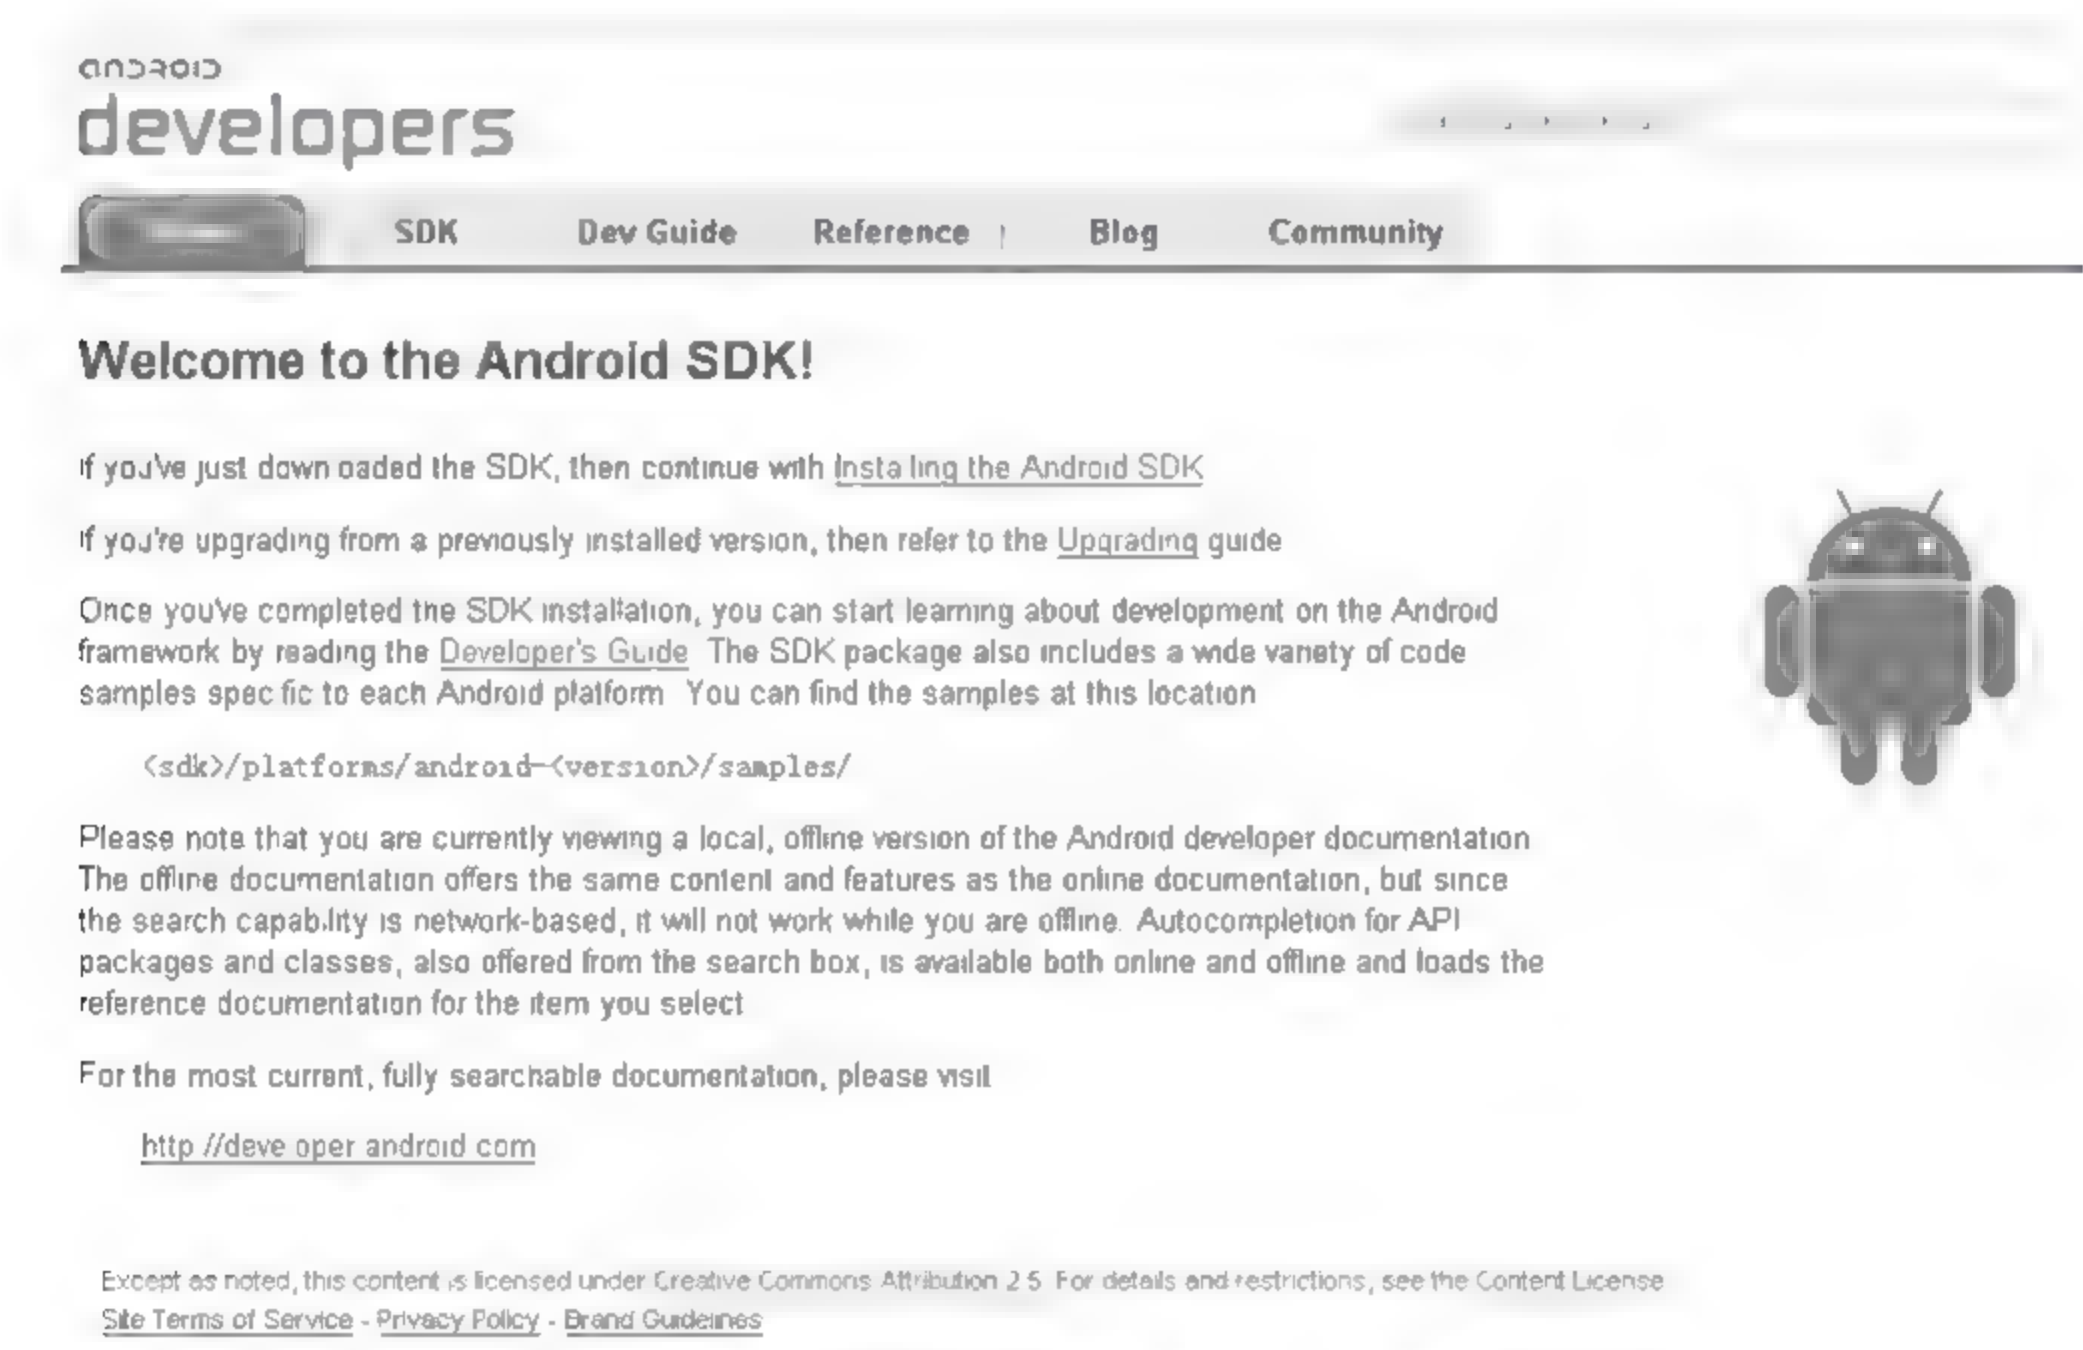 android
developers
SDK Dev Guide Reference Blog Community
Welcome to the Android SDK!
If you've just downloaded the SDK, then continue with Installing the Android SDK
If you're upgrading from a previously installed version, then refer to the Upgrading guide
Once you've completed the SDK installation, you can start learning about development on the Android
framework by reading the Developer's Guide The SDK package also includes a wide variety of code
samples specific to each Android platform You can find the samples at this location
<sdk>/platforms/android-<version>/samples/
Please note that you are currently viewing a local, offline version of the Android developer documentation
The offline documentation offers the same content and features as the online documentation, but since
the search capability is network-based, it will not work while you are offline. Autocompletion for API
packages and classes, also offered from the search box, is available both online and offline and loads the
reference documentation for the item you select
For the most current, fully searchable documentation, please visit
http://developer.android.com
Except as noted, this content is licensed under Creative Commons Attribution 2.5 For details and restrictions, see the Content License
Site Terms of Service - Privacy Policy - Brand Guidelines